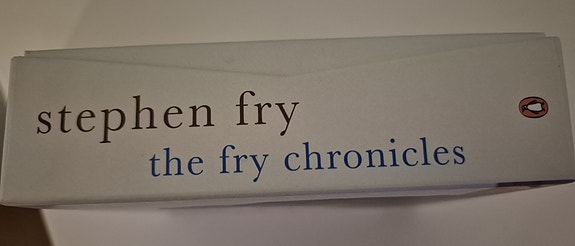 stephen fry
the fry chronicles